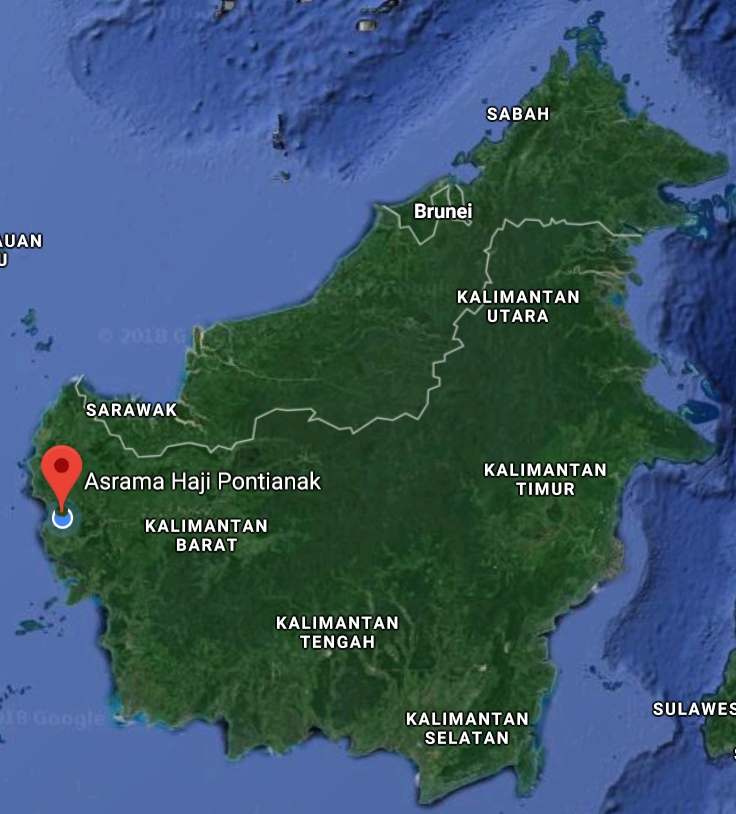 SABAH
Brunei
AUAN
U
KALIMANTAN
UTARA
© 2018 G
SARAWAK
Asrama Haji Pontianak
KALIMANTAN
TIMUR
KALIMANTAN
BARAT
KALIMANTAN
TENGAH
SULAWES
018 Google
KALIMANTAN
SELATAN